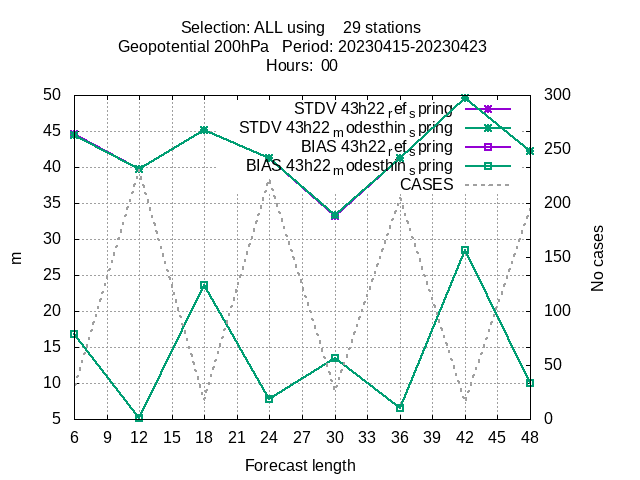 Selection: ALL using 29 stations
Geopotential 200hPa Period: 20230415-20230423
Hours: 00
STDV 43h22_ref_spring
STDV 43h22_modesthin_spring
BIAS 43h22_ref_spring
BIAS 43h22_modesthin_spring
CASES
50
45
40
35
30
25
20
15
10
5
m
300
250
200
150
100
50
0
No cases
6 9 12 15 18 21 24 27 30 33 36 39 42 45 48
Forecast length